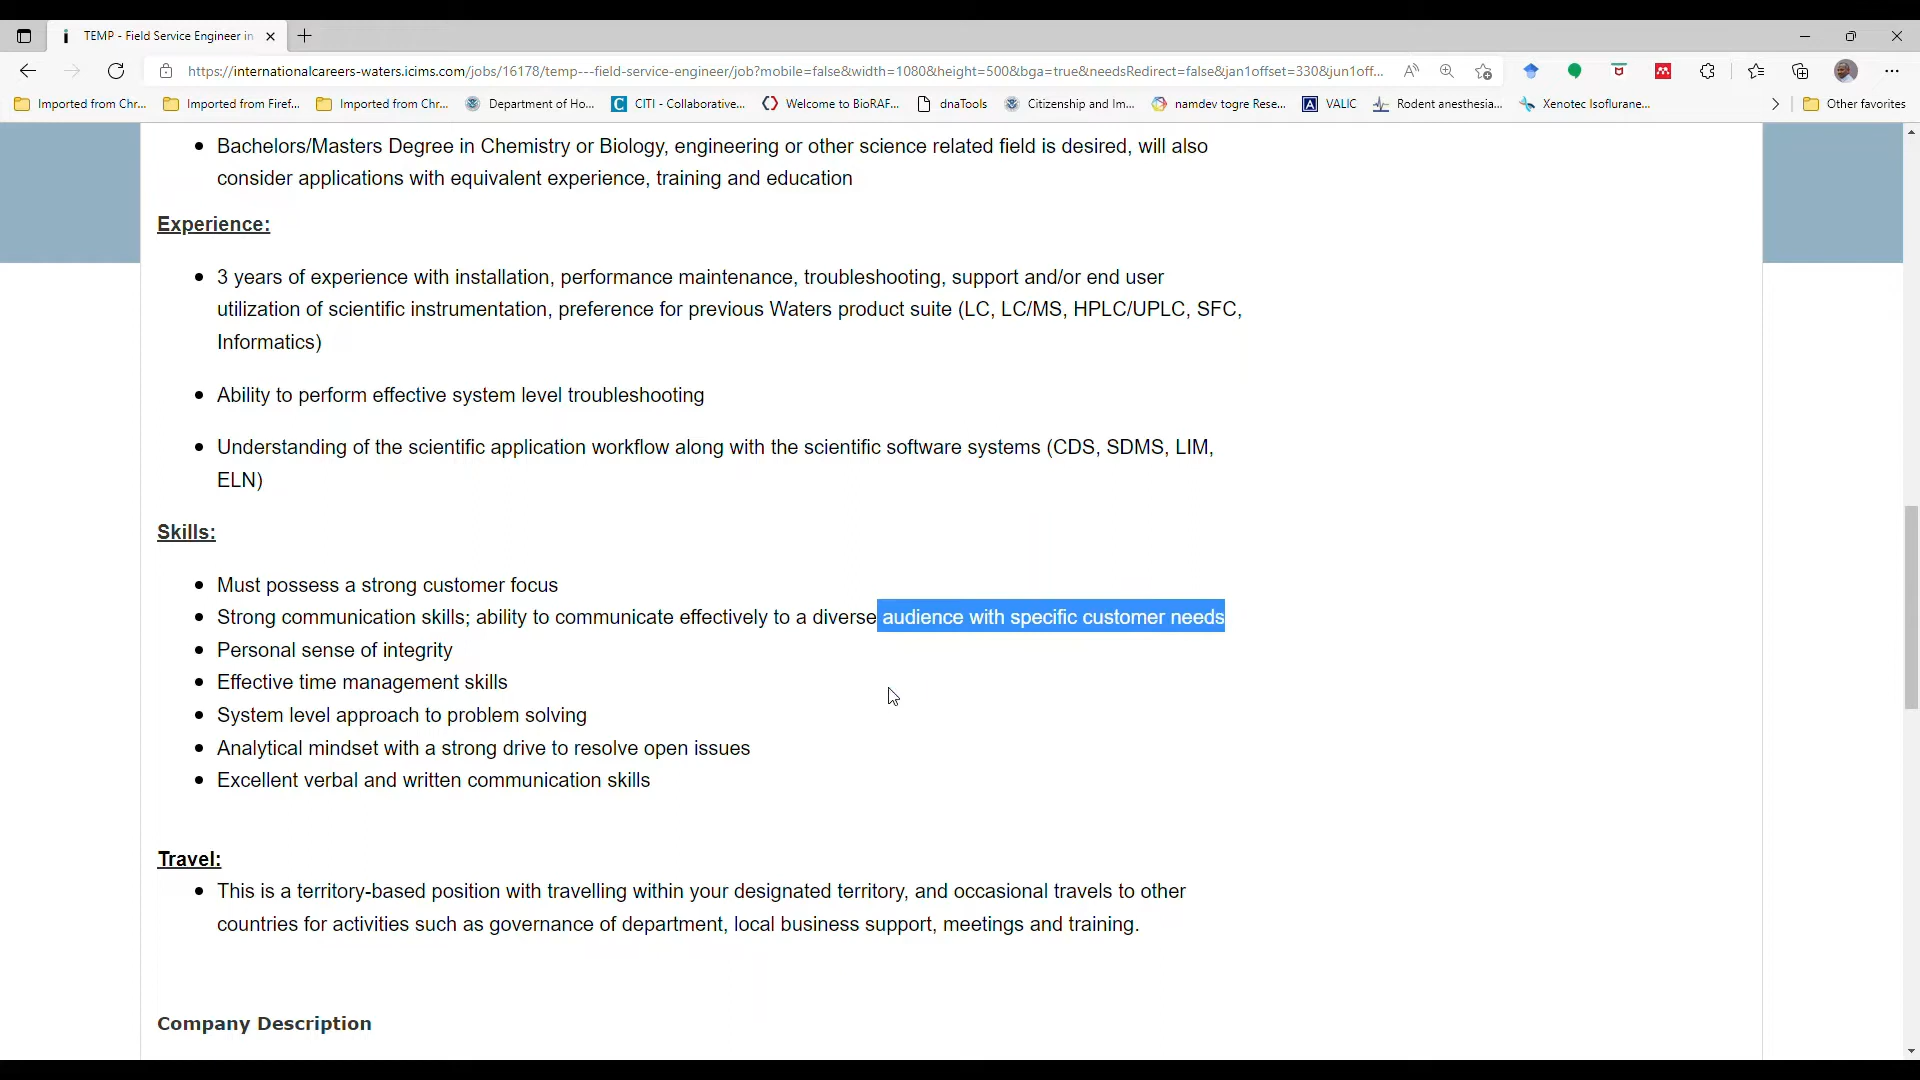 TEMP - Field Service Engineer in
https://internationalcareers-waters.icims.com/jobs/16178/temp---field-service-engineer/job?mobile=false&width=1080&height=500&bga=true&needsRedirect=false&jan1offset=330&jun1off...
Imported from Chr... Imported from Firef... Imported from Chr... Department of Ho... CITI - Collaborative... Welcome to BioRAF... dnaTools Citizenship and Im... namdev togre Rese... VALIC Rodent anesthesia... Xenotec Isoflurane... Other favorites
• Bachelors/Masters Degree in Chemistry or Biology, engineering or other science related field is desired, will also
consider applications with equivalent experience, training and education
Experience:
• 3 years of experience with installation, performance maintenance, troubleshooting, support and/or end user
utilization of scientific instrumentation, preference for previous Waters product suite (LC, LC/MS, HPLC/UPLC, SFC,
Informatics)
• Ability to perform effective system level troubleshooting
• Understanding of the scientific application workflow along with the scientific software systems (CDS, SDMS, LIM,
ELN)
Skills:
• Must possess a strong customer focus
• Strong communication skills; ability to communicate effectively to a diverse audience with specific customer needs
• Personal sense of integrity
• Effective time management skills
• System level approach to problem solving
• Analytical mindset with a strong drive to resolve open issues
• Excellent verbal and written communication skills
Travel:
• This is a territory-based position with travelling within your designated territory, and occasional travels to other
countries for activities such as governance of department, local business support, meetings and training.
Company Description